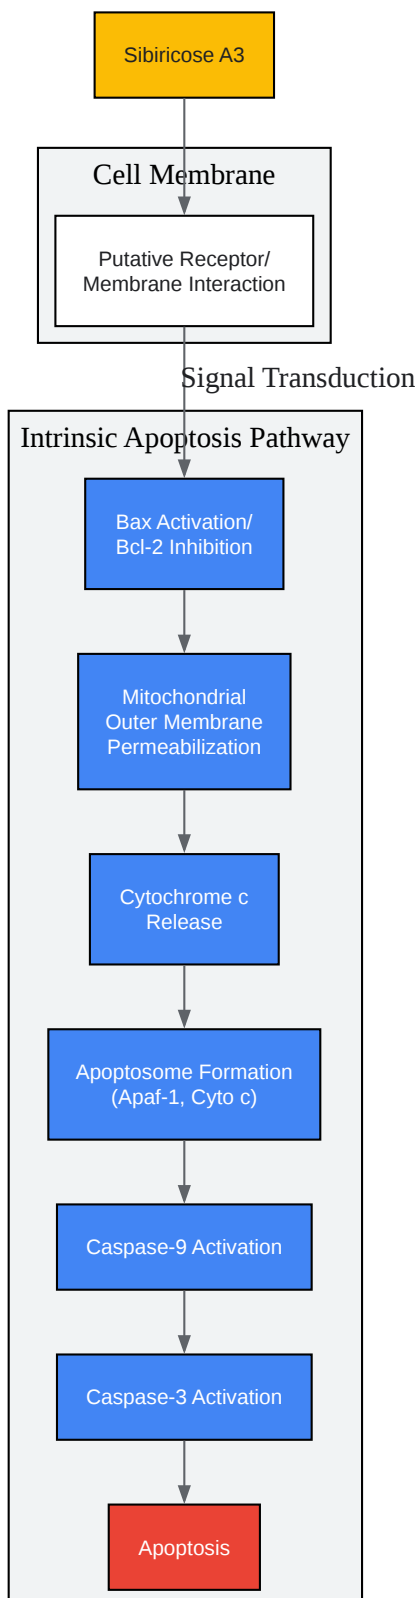 Sibiricose A3
Cell Membrane
Putative Receptor/
Membrane Interaction
Signal Transduction
Intrinsic Apoptosis Pathway
Bax Activation/
Bcl-2 Inhibition
Mitochondrial
Outer Membrane
Permeabilization
Cytochrome c
Release
Apoptosome Formation
(Apaf-1, Cyto c)
Caspase-9 Activation
Caspase-3 Activation
Apoptosis